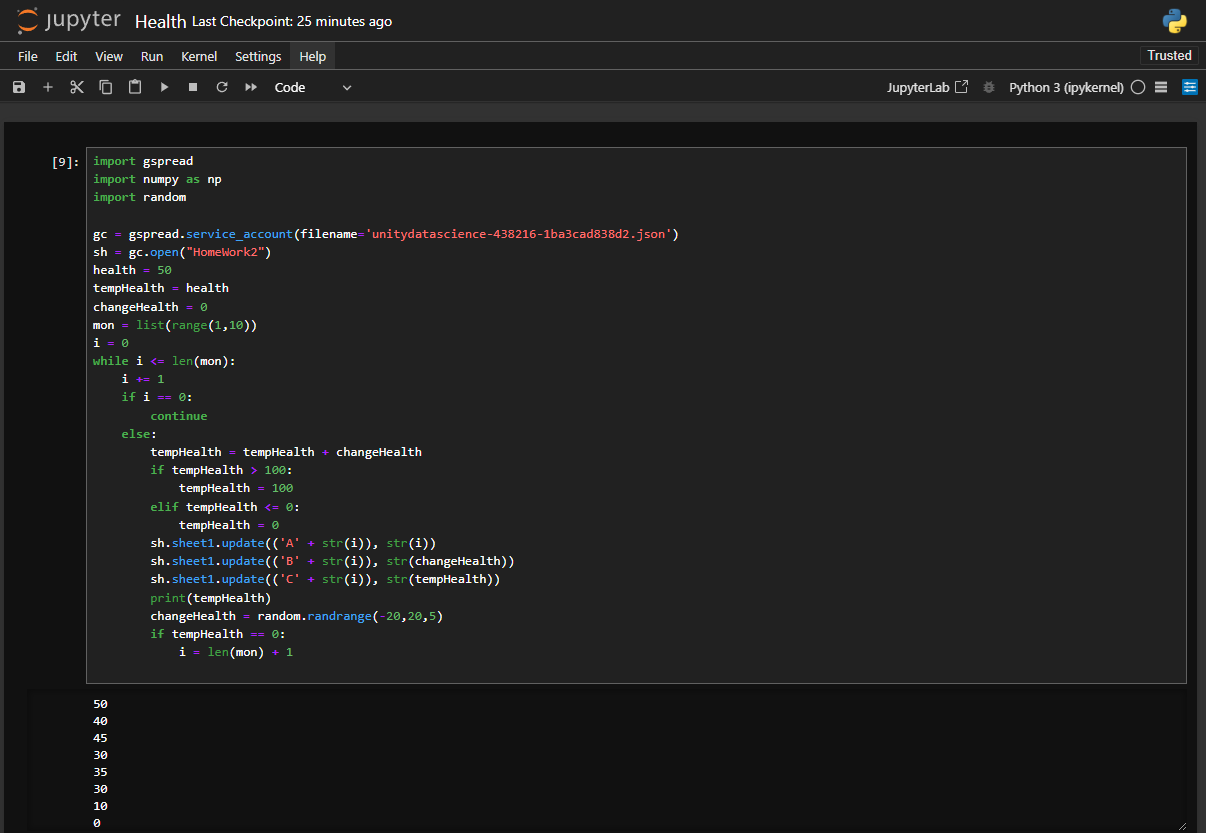 jupyter Health Last Checkpoint: 25 minutes ago
File Edit View Run Kernel Settings Help Trusted
Code JupyterLab Python 3 (ipykernel)
[9]: import gspread
import numpy as np
import random
gc = gspread.service_account(filename='unitydatascience-438216-1ba3cad838d2.json')
sh = gc.open("HomeWork2")
health = 50
tempHealth = health
changeHealth = 0
mon = list(range(1,10))
i = 0
while i <= len(mon):
    i += 1
    if i == 0:
        continue
    else:
        tempHealth = tempHealth + changeHealth
        if tempHealth > 100:
            tempHealth = 100
        elif tempHealth <= 0:
            tempHealth = 0
        sh.sheet1.update(('A' + str(i)), str(i))
        sh.sheet1.update(('B' + str(i)), str(changeHealth))
        sh.sheet1.update(('C' + str(i)), str(tempHealth))
        print(tempHealth)
        changeHealth = random.randrange(-20,20,5)
        if tempHealth == 0:
            i = len(mon) + 1
50
40
45
30
35
30
10
0